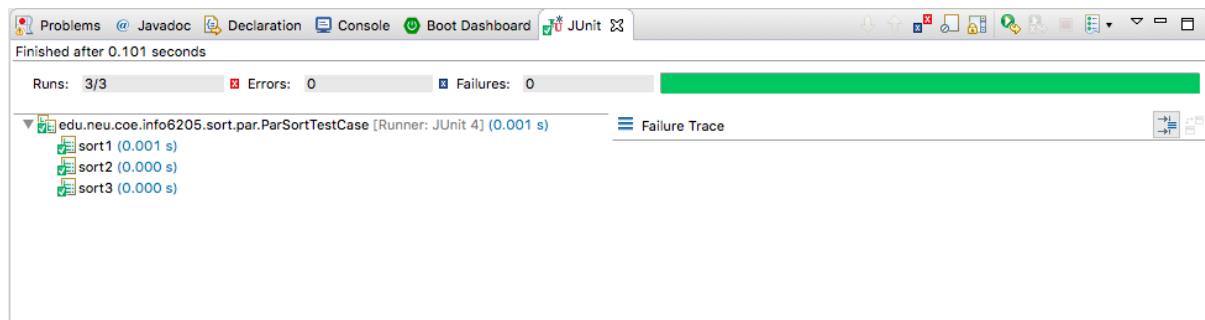 Problems @ Javadoc Declaration Console Boot Dashboard JUnit
Finished after 0.101 seconds
Runs: 3/3 Errors: 0 Failures: 0
edu.neu.coe.info6205.sort.par.ParSortTestCase [Runner: JUnit 4] (0.001 s) Failure Trace
sort1 (0.001 s)
sort2 (0.000 s)
sort3 (0.000 s)